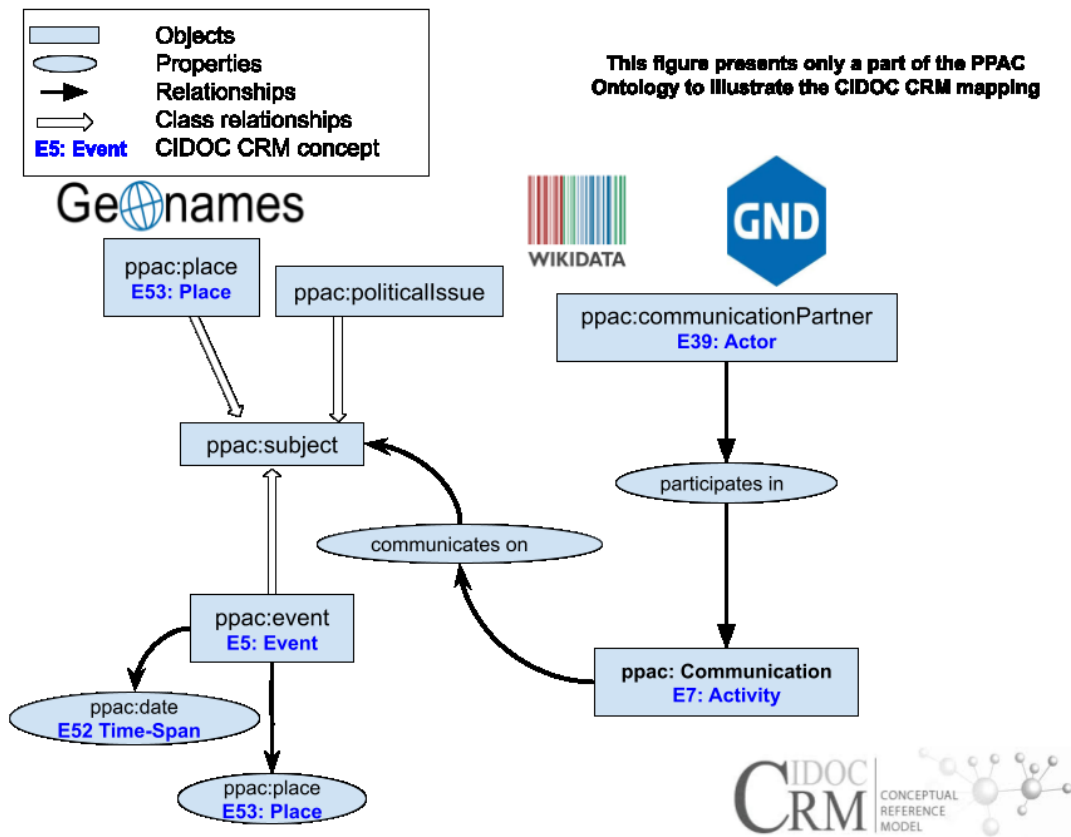 Objects
Properties
Relationships
Class relationships
E5: Event CIDOC CRM concept
This figure presents only a part of the PPAC
Ontology to illustrate the CIDOC CRM mapping
GeOnames
WIKIDATA
GND
ppac:place
E53: Place
ppac:politicalIssue
ppac:communicationPartner
E39: Actor
ppac:subject
participates in
communicates on
ppac:event
E5: Event
ppac: Communication
E7: Activity
ppac:date
E52 Time-Span
ppac:place
E53: Place
CIDOC
CRM
CONCEPTUAL
REFERENCE
MODEL